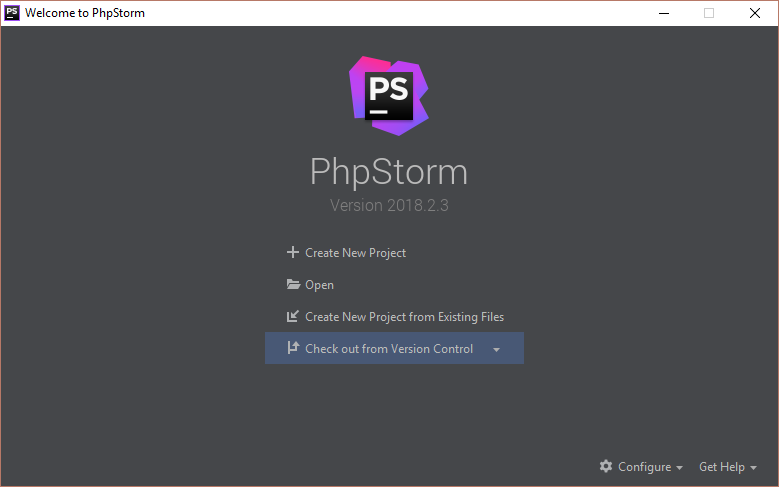 Welcome to PhpStorm
PS
PhpStorm
Version 2018.2.3
Create New Project
Open
Create New Project from Existing Files
Check out from Version Control
Configure
Get Help